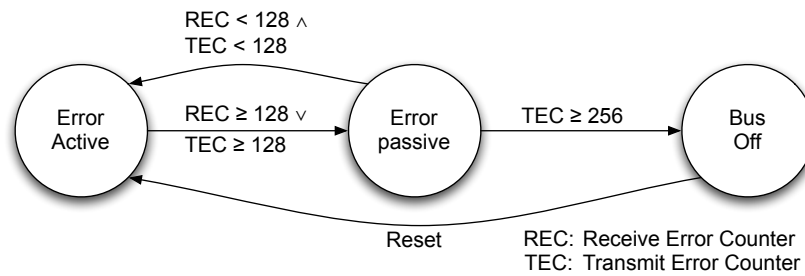 REC < 128 ∧
TEC < 128
Error
Active
REC ≥ 128 ∨
TEC ≥ 128
Error
passive
TEC ≥ 256
Bus
Off
Reset
REC: Receive Error Counter
TEC: Transmit Error Counter